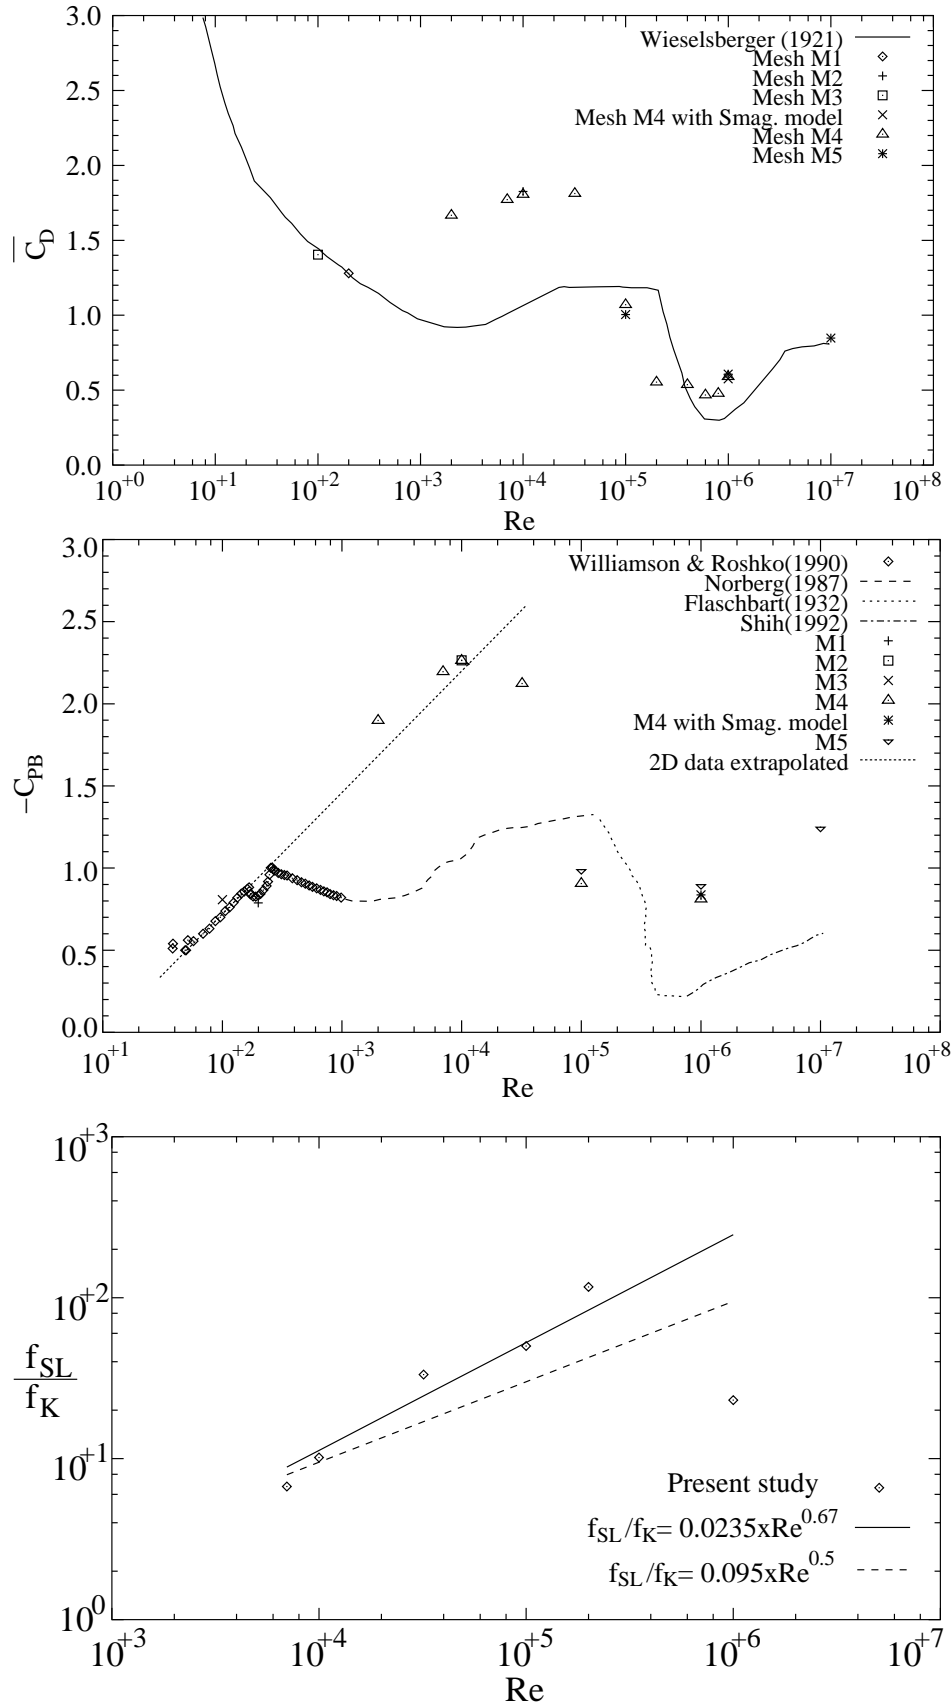 3.0
2.5
2.0
1.5
1.0
0.5
0.0
C_D
Wieselsberger (1921)
Mesh M1
Mesh M2
Mesh M3
Mesh M4 with Smag. model
Mesh M4
Mesh M5
10^+0 10^+1 10^+2 10^+3 10^+4 10^+5 10^+6 10^+7 10^+8
Re
3.0
2.5
2.0
1.5
1.0
0.5
0.0
−C_PB
Williamson & Roshko(1990)
Norberg(1987)
Flaschbart(1932)
Shih(1992)
M1
M2
M3
M4
M4 with Smag. model
M5
2D data extrapolated
10^+1 10^+2 10^+3 10^+4 10^+5 10^+6 10^+7 10^+8
Re
10^+3
10^+2
10^+1
10^0
f_SL
f_K
Present study
f_SL/f_K= 0.0235xRe^0.67
f_SL/f_K= 0.095xRe^0.5
10^+3 10^+4 10^+5 10^+6 10^+7
Re